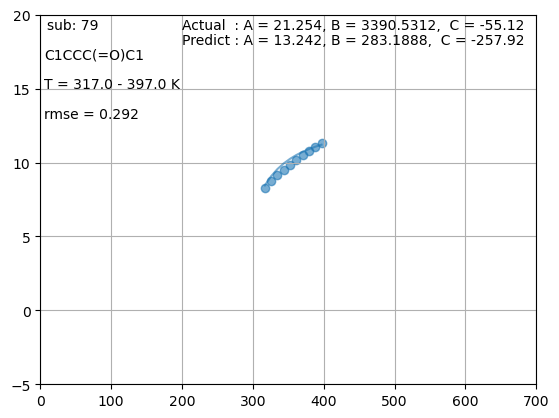 sub: 79
Actual  : A = 21.254, B = 3390.5312,  C = -55.12
Predict : A = 13.242, B = 283.1888,  C = -257.92
C1CCC(=O)C1
T = 317.0 - 397.0 K
rmse = 0.292
20
15
10
5
0
−5
0 100 200 300 400 500 600 700